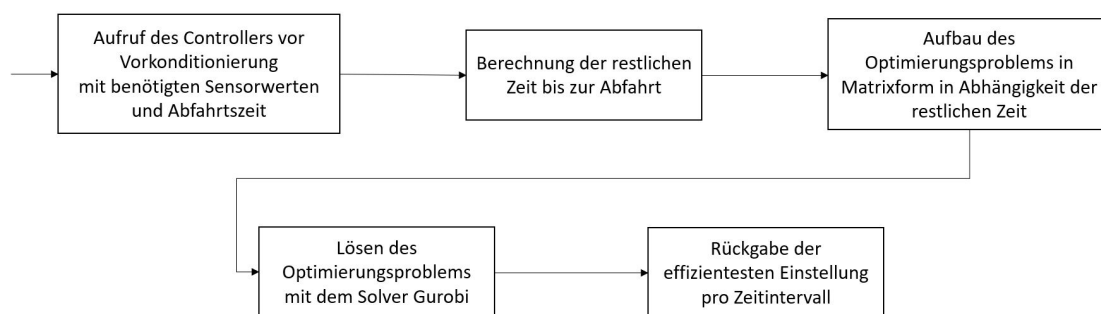 Aufruf des Controllers vor
Vorkonditionierung
mit benötigten Sensorwerten
und Abfahrtszeit
Berechnung der restlichen
Zeit bis zur Abfahrt
Aufbau des
Optimierungsproblems in
Matrixform in Abhängigkeit der
restlichen Zeit
Lösen des
Optimierungsproblems
mit dem Solver Gurobi
Rückgabe der
effizientesten Einstellung
pro Zeitintervall